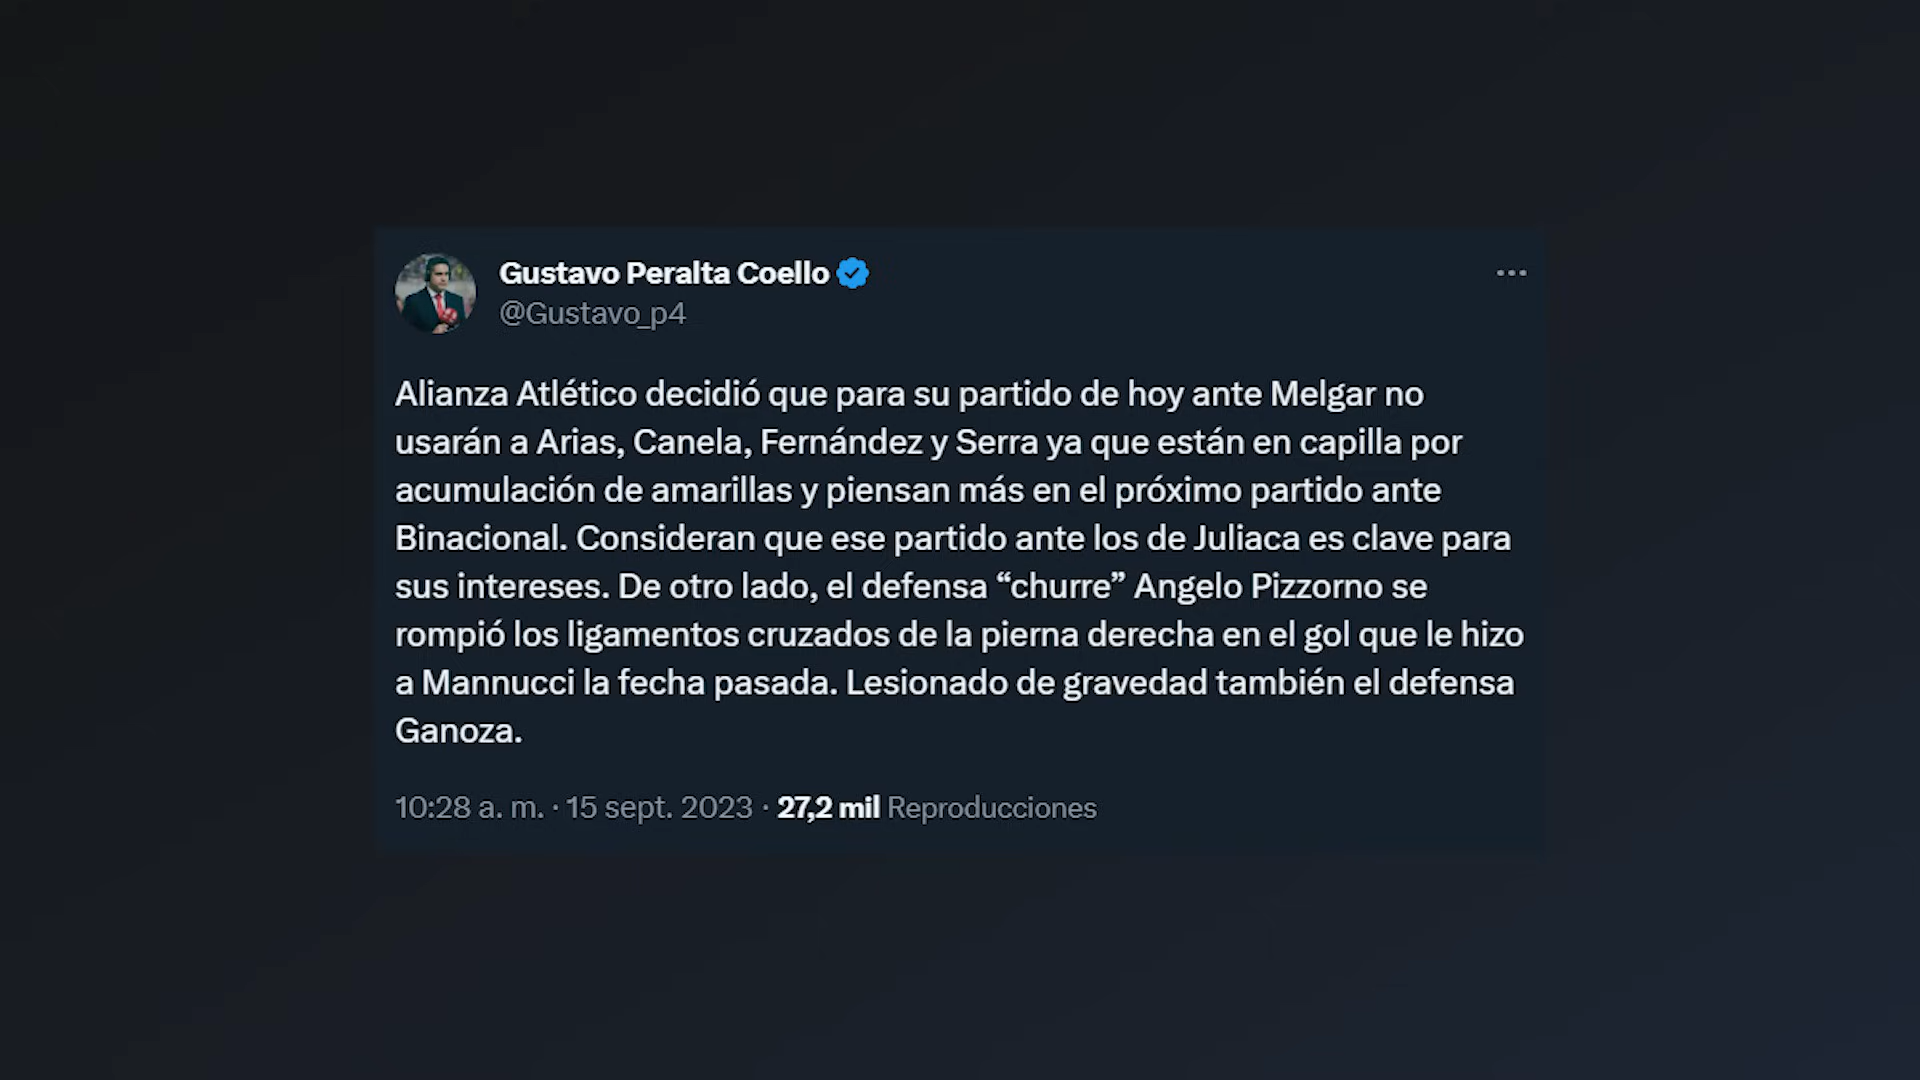 Gustavo Peralta Coello
@Gustavo_p4
Alianza Atlético decidió que para su partido de hoy ante Melgar no
usarán a Arias, Canela, Fernández y Serra ya que están en capilla por
acumulación de amarillas y piensan más en el próximo partido ante
Binacional. Consideran que ese partido ante los de Juliaca es clave para
sus intereses. De otro lado, el defensa “churre” Angelo Pizzorno se
rompió los ligamentos cruzados de la pierna derecha en el gol que le hizo
a Mannucci la fecha pasada. Lesionado de gravedad también el defensa
Ganoza.
10:28 a. m. · 15 sept. 2023 · 27,2 mil Reproducciones